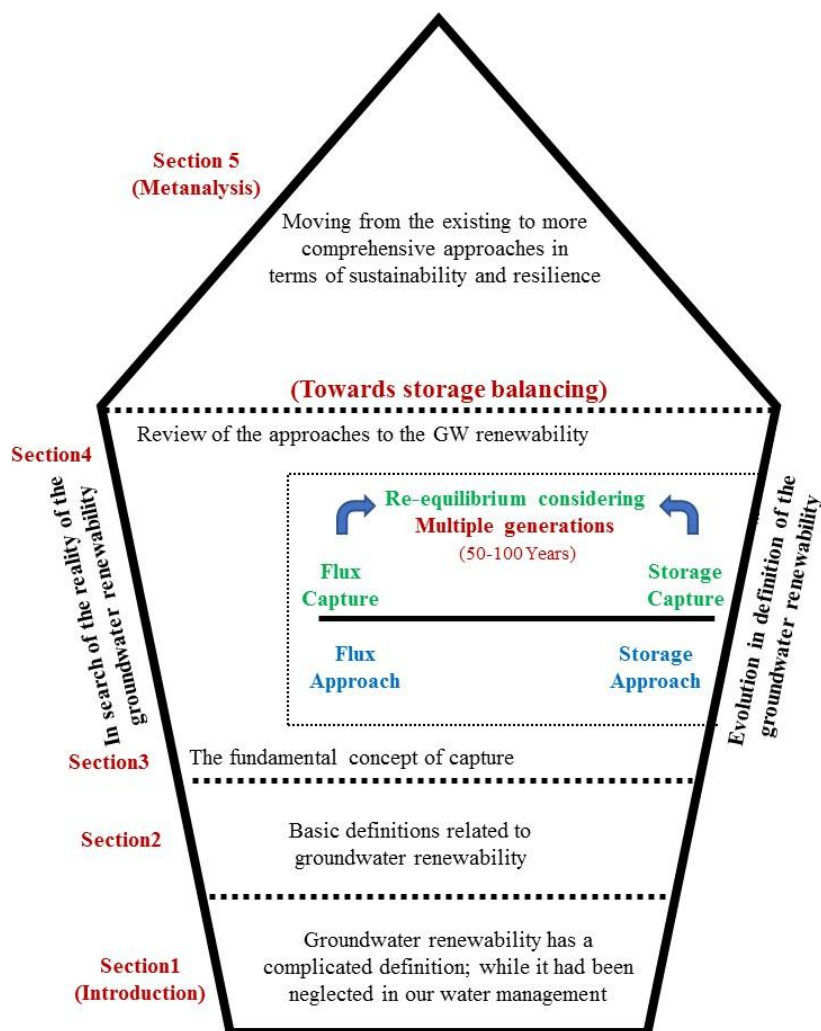 Section 5
(Metanalysis)
Moving from the existing to more
comprehensive approaches in
terms of sustainability and resilience
(Towards storage balancing)
Review of the approaches to the GW renewability
Section4
In search of the reality of the
groundwater renewability
Re-equilibrium considering
Multiple generations
(50-100 Years)
Flux
Capture
Storage
Capture
Flux
Approach
Storage
Approach
Evolution in definition of the
groundwater renewability
Section3
The fundamental concept of capture
Section2
Basic definitions related to
groundwater renewability
Section1
(Introduction)
Groundwater renewability has a
complicated definition; while it had been
neglected in our water management